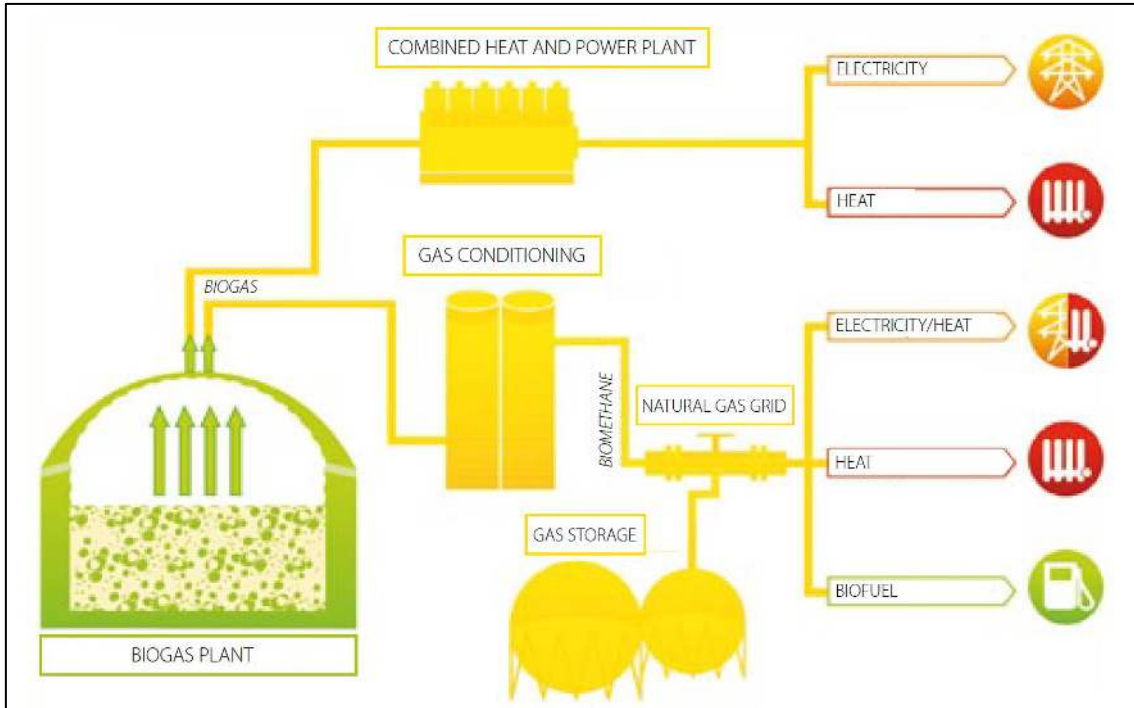 COMBINED HEAT AND POWER PLANT
ELECTRICITY
HEAT
GAS CONDITIONING
BIOGAS
ELECTRICITY/HEAT
BIOMETHANE
NATURAL GAS GRID
HEAT
GAS STORAGE
BIOFUEL
BIOGAS PLANT